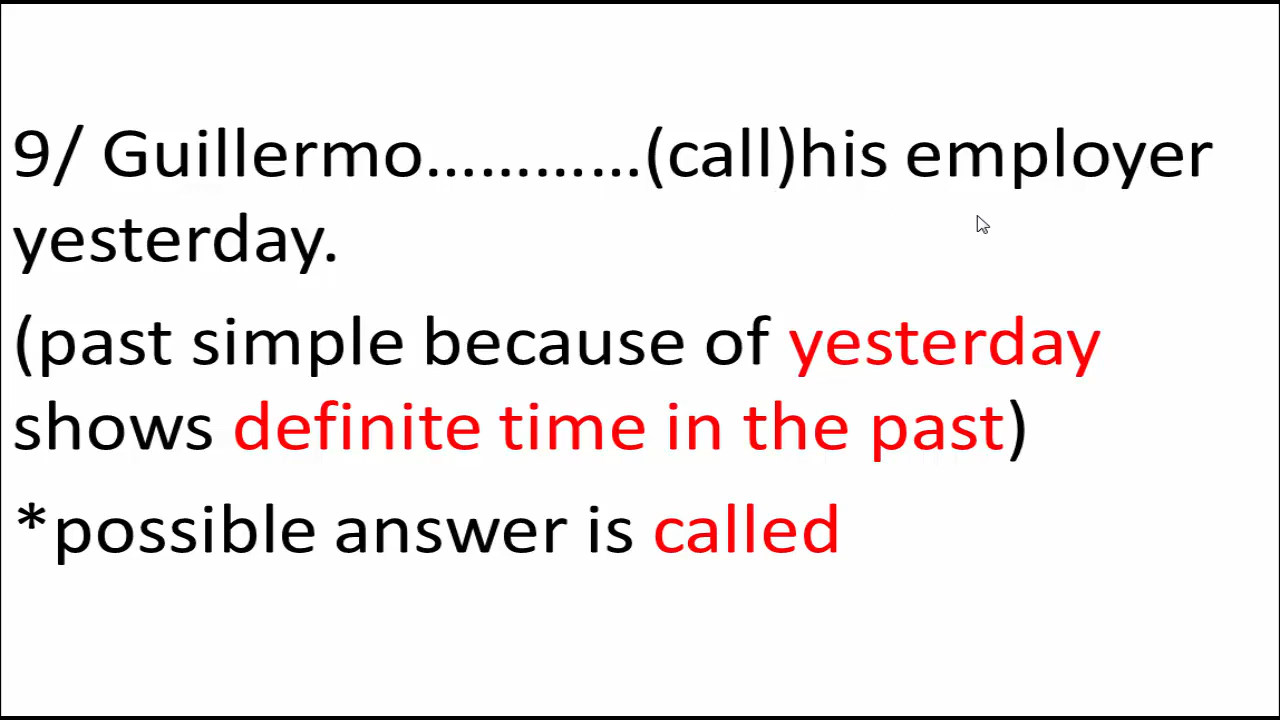 9/ Guillermo............(call)his employer
yesterday.
(past simple because of yesterday
shows definite time in the past)
*possible answer is called